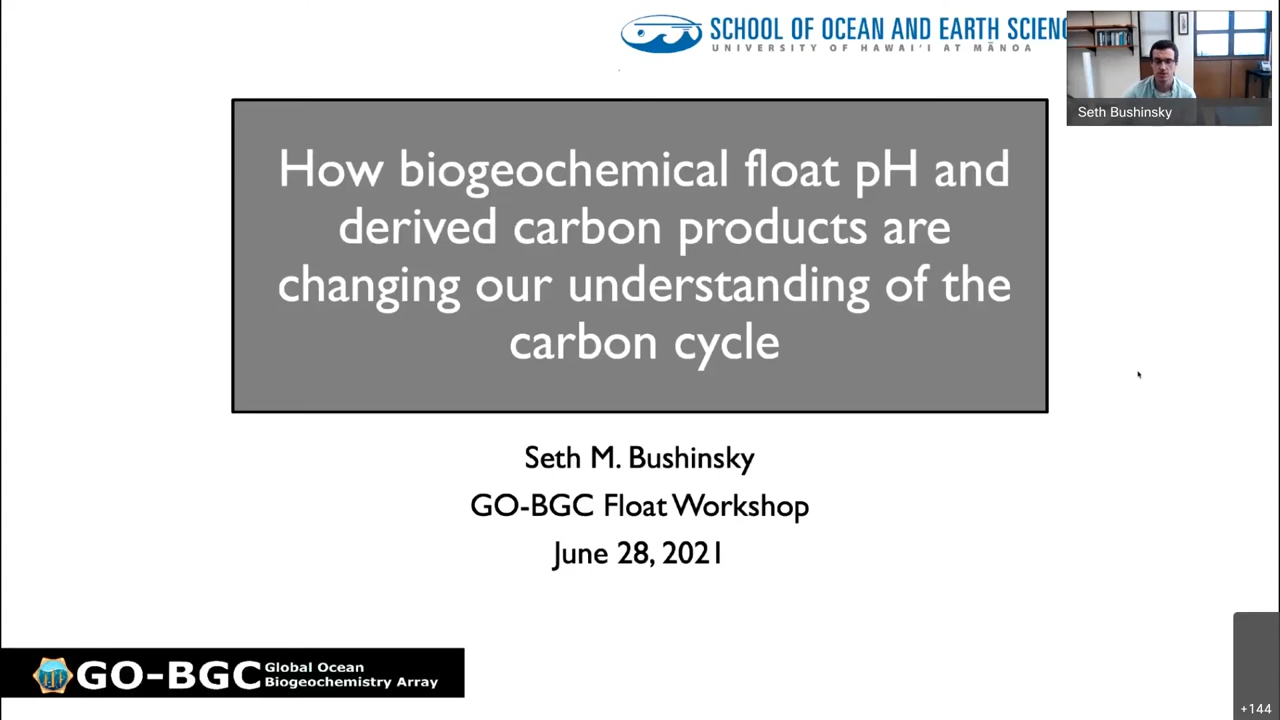 SCHOOL OF OCEAN AND EARTH SCIENC
UNIVERSITY OF HAWAIʻI AT MĀNOA
Seth Bushinsky
How biogeochemical float pH and
derived carbon products are
changing our understanding of the
carbon cycle
Seth M. Bushinsky
GO-BGC Float Workshop
June 28, 2021
GO-BGC Global Ocean
Biogeochemistry Array
+144